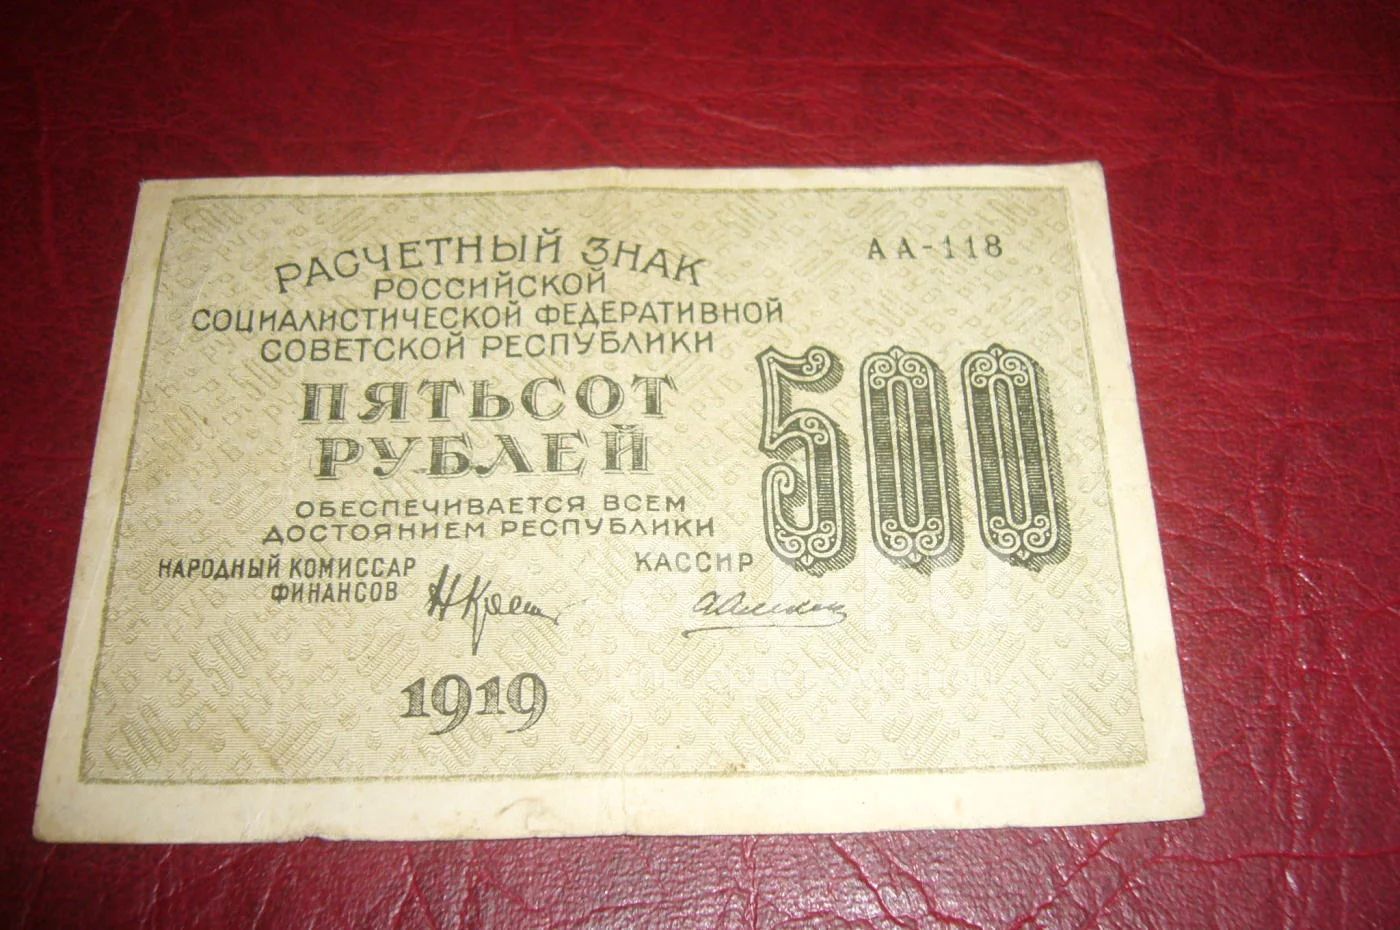 РАСЧЕТНЫЙ ЗНАК
РОССИЙСКОЙ
СОЦИАЛИСТИЧЕСКОЙ ФЕДЕРАТИВНОЙ
СОВЕТСКОЙ РЕСПУБЛИКИ
АА-118
ПЯТЬСОТ
РУБЛЕЙ
500
ОБЕСПЕЧИВАЕТСЯ ВСЕМ
ДОСТОЯНИЕМ РЕСПУБЛИКИ
НАРОДНЫЙ КОМИССАР
ФИНАНСОВ
КАССИР
1919